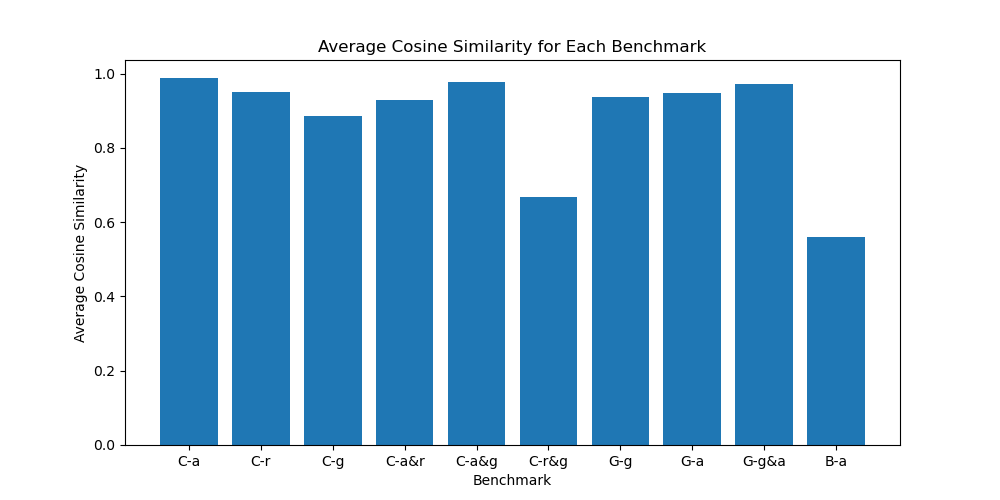 Average Cosine Similarity for Each Benchmark
Average Cosine Similarity
1.0
0.8
0.6
0.4
0.2
0.0
C-a C-r C-g C-a&r C-a&g C-r&g G-g G-a G-g&a B-a
Benchmark